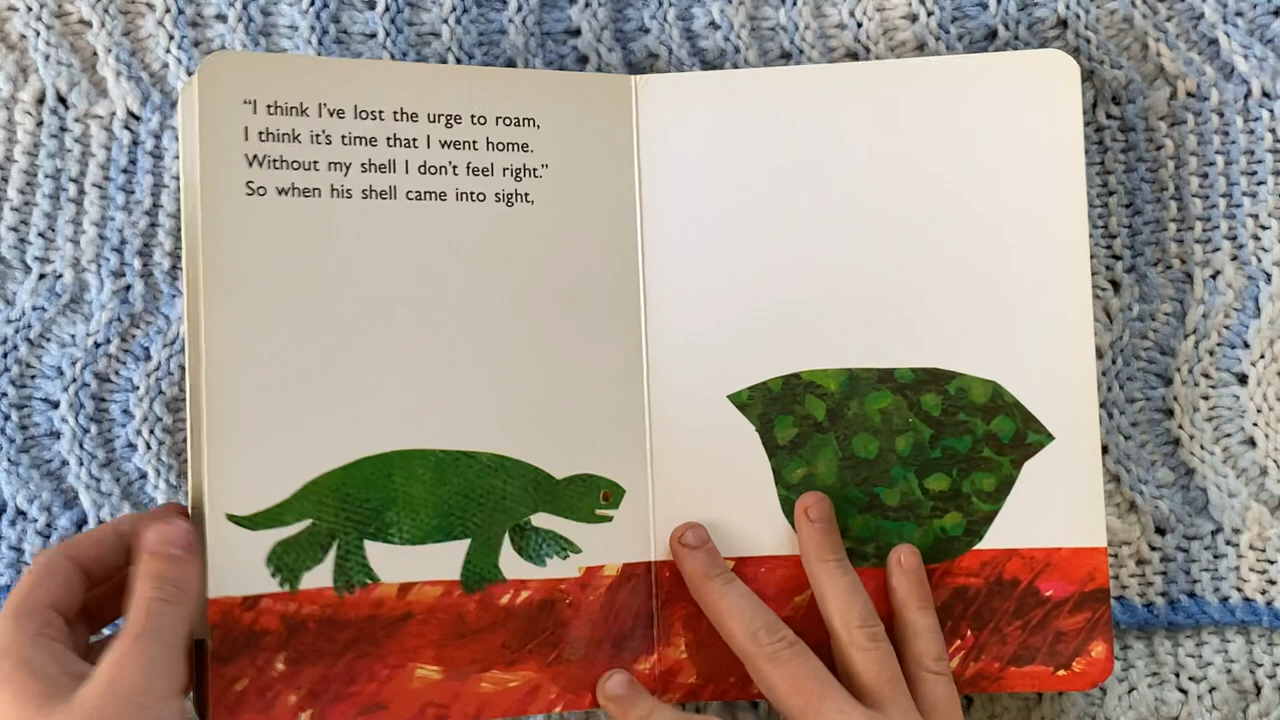 “I think I’ve lost the urge to roam,
I think it’s time that I went home.
Without my shell I don’t feel right.”
So when his shell came into sight,